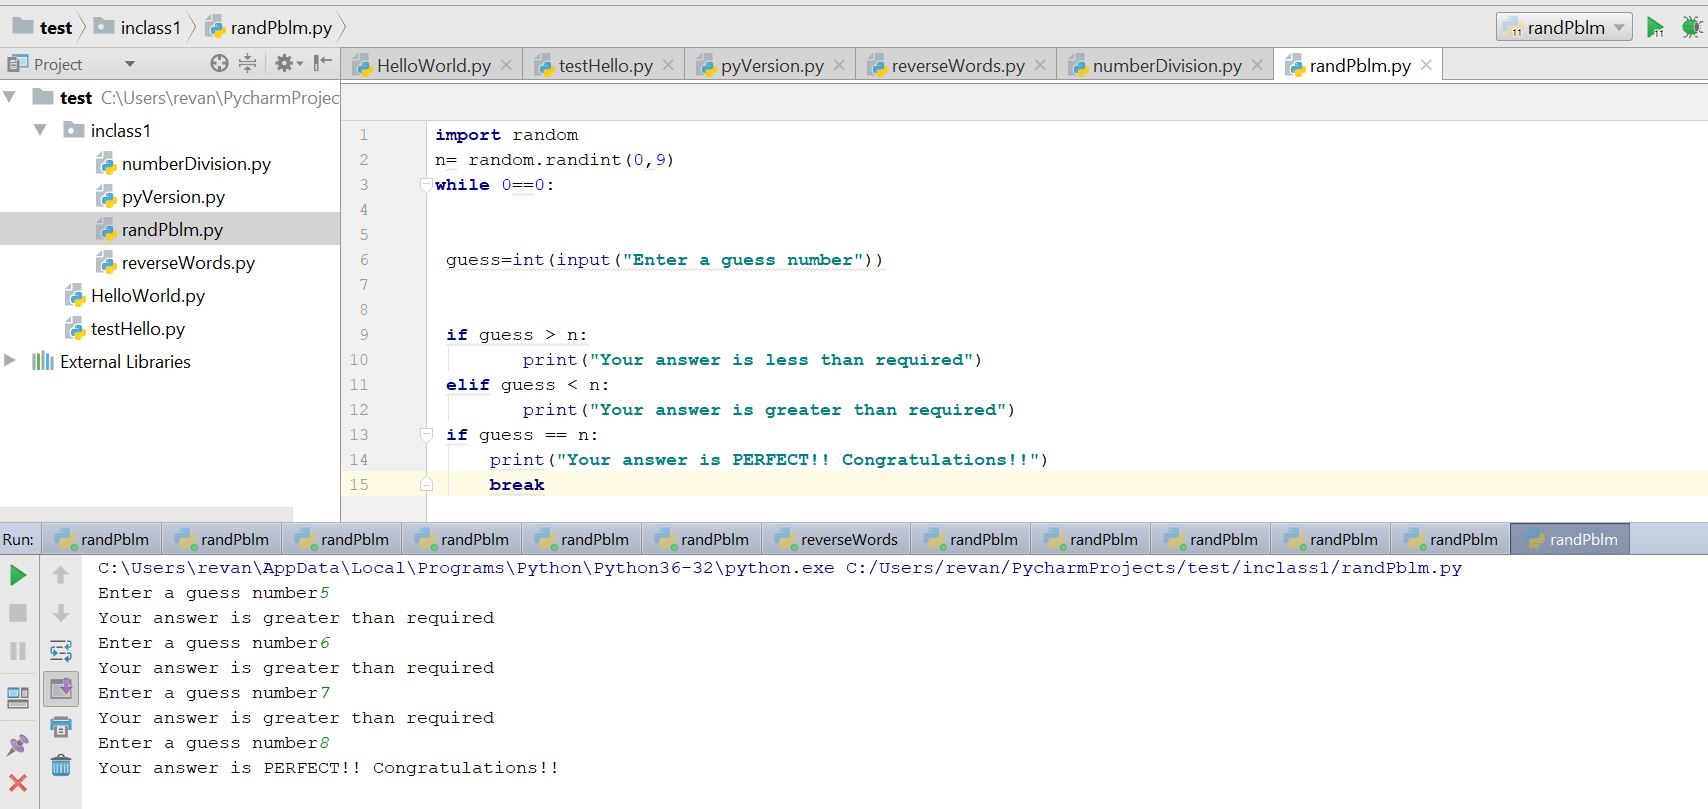 test inclass1 randPblm.py randPblm
Project HelloWorld.py testHello.py pyVersion.py reverseWords.py numberDivision.py randPblm.py
test C:\Users\revan\PycharmProjec
inclass1
numberDivision.py
pyVersion.py
randPblm.py
reverseWords.py
HelloWorld.py
testHello.py
External Libraries
1 import random
2 n= random.randint(0,9)
3 while 0==0:
4
5
6 guess=int(input("Enter a guess number"))
7
8
9 if guess > n:
10 print("Your answer is less than required")
11 elif guess < n:
12 print("Your answer is greater than required")
13 if guess == n:
14 print("Your answer is PERFECT!! Congratulations!!")
15 break
Run: randPblm randPblm randPblm randPblm randPblm randPblm reverseWords randPblm randPblm randPblm randPblm randPblm randPblm
C:\Users\revan\AppData\Local\Programs\Python\Python36-32\python.exe C:/Users/revan/PycharmProjects/test/inclass1/randPblm.py
Enter a guess number5
Your answer is greater than required
Enter a guess number6
Your answer is greater than required
Enter a guess number7
Your answer is greater than required
Enter a guess number8
Your answer is PERFECT!! Congratulations!!